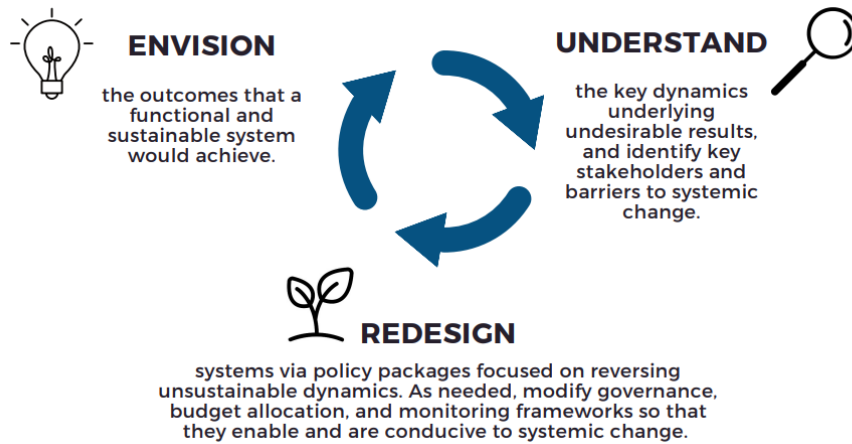 ENVISION
the outcomes that a
functional and
sustainable system
would achieve.
UNDERSTAND
the key dynamics
underlying
undesirable results,
and identify key
stakeholders and
barriers to systemic
change.
REDESIGN
systems via policy packages focused on reversing
unsustainable dynamics. As needed, modify governance,
budget allocation, and monitoring frameworks so that
they enable and are conducive to systemic change.